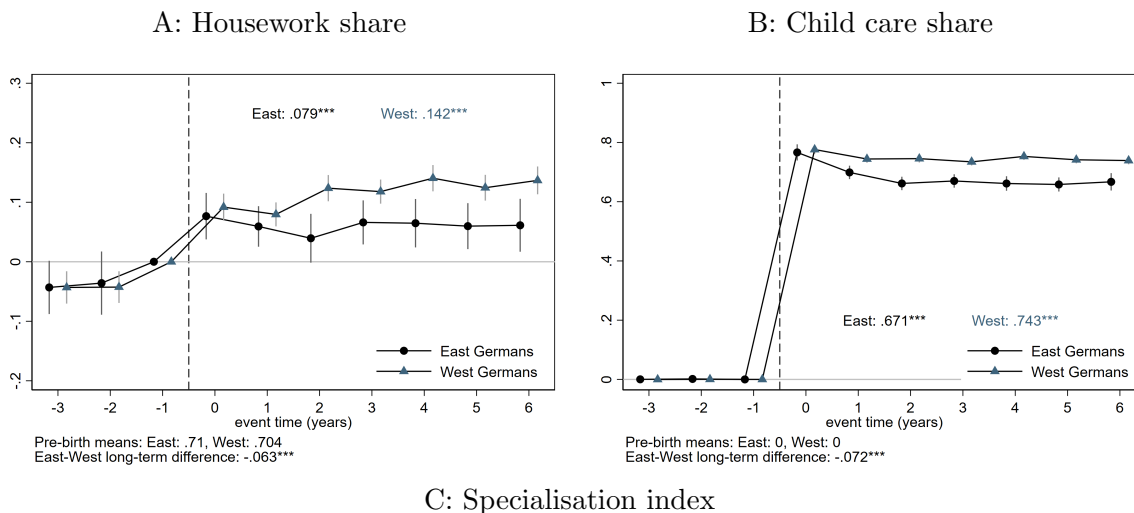 A: Housework share
B: Child care share
.3
.2
.1
0
-.1
-.2
East: .079***
West: .142***
East Germans
West Germans
-3 -2 -1 0 1 2 3 4 5 6
event time (years)
Pre-birth means: East: .71, West: .704
East-West long-term difference: -.063***
1
.8
.6
.4
.2
0
East: .671***
West: .743***
East Germans
West Germans
-3 -2 -1 0 1 2 3 4 5 6
event time (years)
Pre-birth means: East: 0, West: 0
East-West long-term difference: -.072***
C: Specialisation index